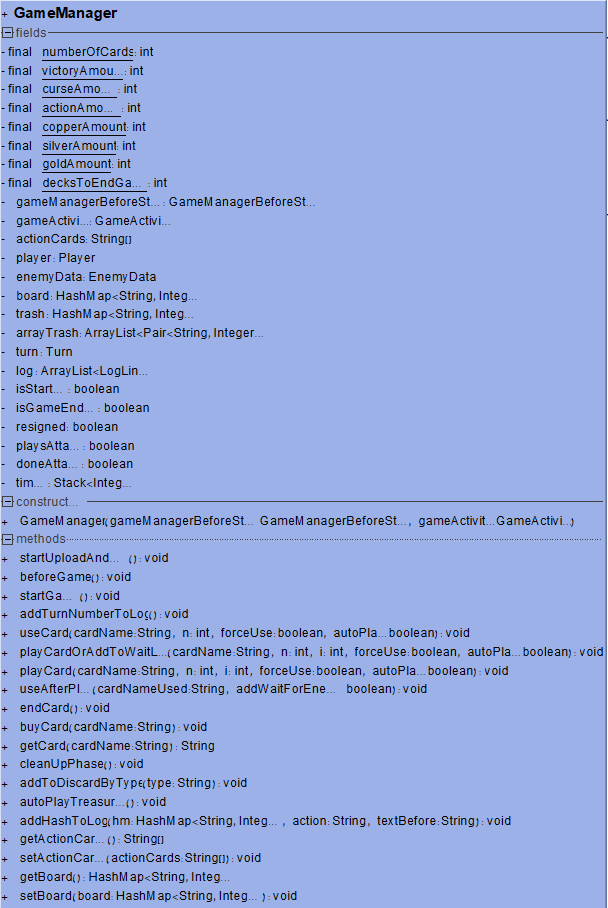 + GameManager
fields
- final numberOfCards: int
- final victoryAmou...: int
- final curseAmo... : int
- final actionAmo... : int
- final copperAmount: int
- final silverAmount: int
- final goldAmount: int
- final decksToEndGa... : int
- gameManagerBeforeSt... : GameManagerBeforeSt...
- gameActivi...: GameActivi...
- actionCards: String[]
- player: Player
- enemyData: EnemyData
- board: HashMap<String, Integ...
- trash: HashMap<String, Integ...
- arrayTrash: ArrayList<Pair<String, Integer...
- turn: Turn
- log: ArrayList<LogLin...
- isStart... : boolean
- isGameEnd... : boolean
- resigned: boolean
- playsAtta... : boolean
- doneAtta... : boolean
- tim... : Stack<Integ...
construct...
+ GameManager(gameManagerBeforeSt... GameManagerBeforeSt... , gameActivit...GameActivi...)
methods
+ startUploadAnd... (): void
+ beforeGame(): void
+ startGa... (): void
+ addTurnNumberToLog(): void
+ useCard(cardName:String, n: int, forceUse:boolean, autoPla...boolean): void
+ playCardOrAddToWaitL...(cardName:String, n: int, i: int, forceUse:boolean, autoPla...boolean): void
+ playCard(cardName:String, n: int, i: int, forceUse:boolean, autoPla...boolean): void
+ useAfterPl...(cardNameUsed:String, addWaitForEne... boolean): void
+ endCard(): void
+ buyCard(cardName:String): void
+ getCard(cardName:String): String
+ cleanUpPhase(): void
+ addToDiscardByType(type:String): void
+ autoPlayTreasur...(): void
+ addHashToLog(hm: HashMap<String, Integ... , action:String, textBefore:String): void
+ getActionCar...(): String[]
+ setActionCar...(actionCards:String[]): void
+ getBoard(): HashMap<String, Integ...
+ setBoard(board:HashMap<String, Integ... ): void